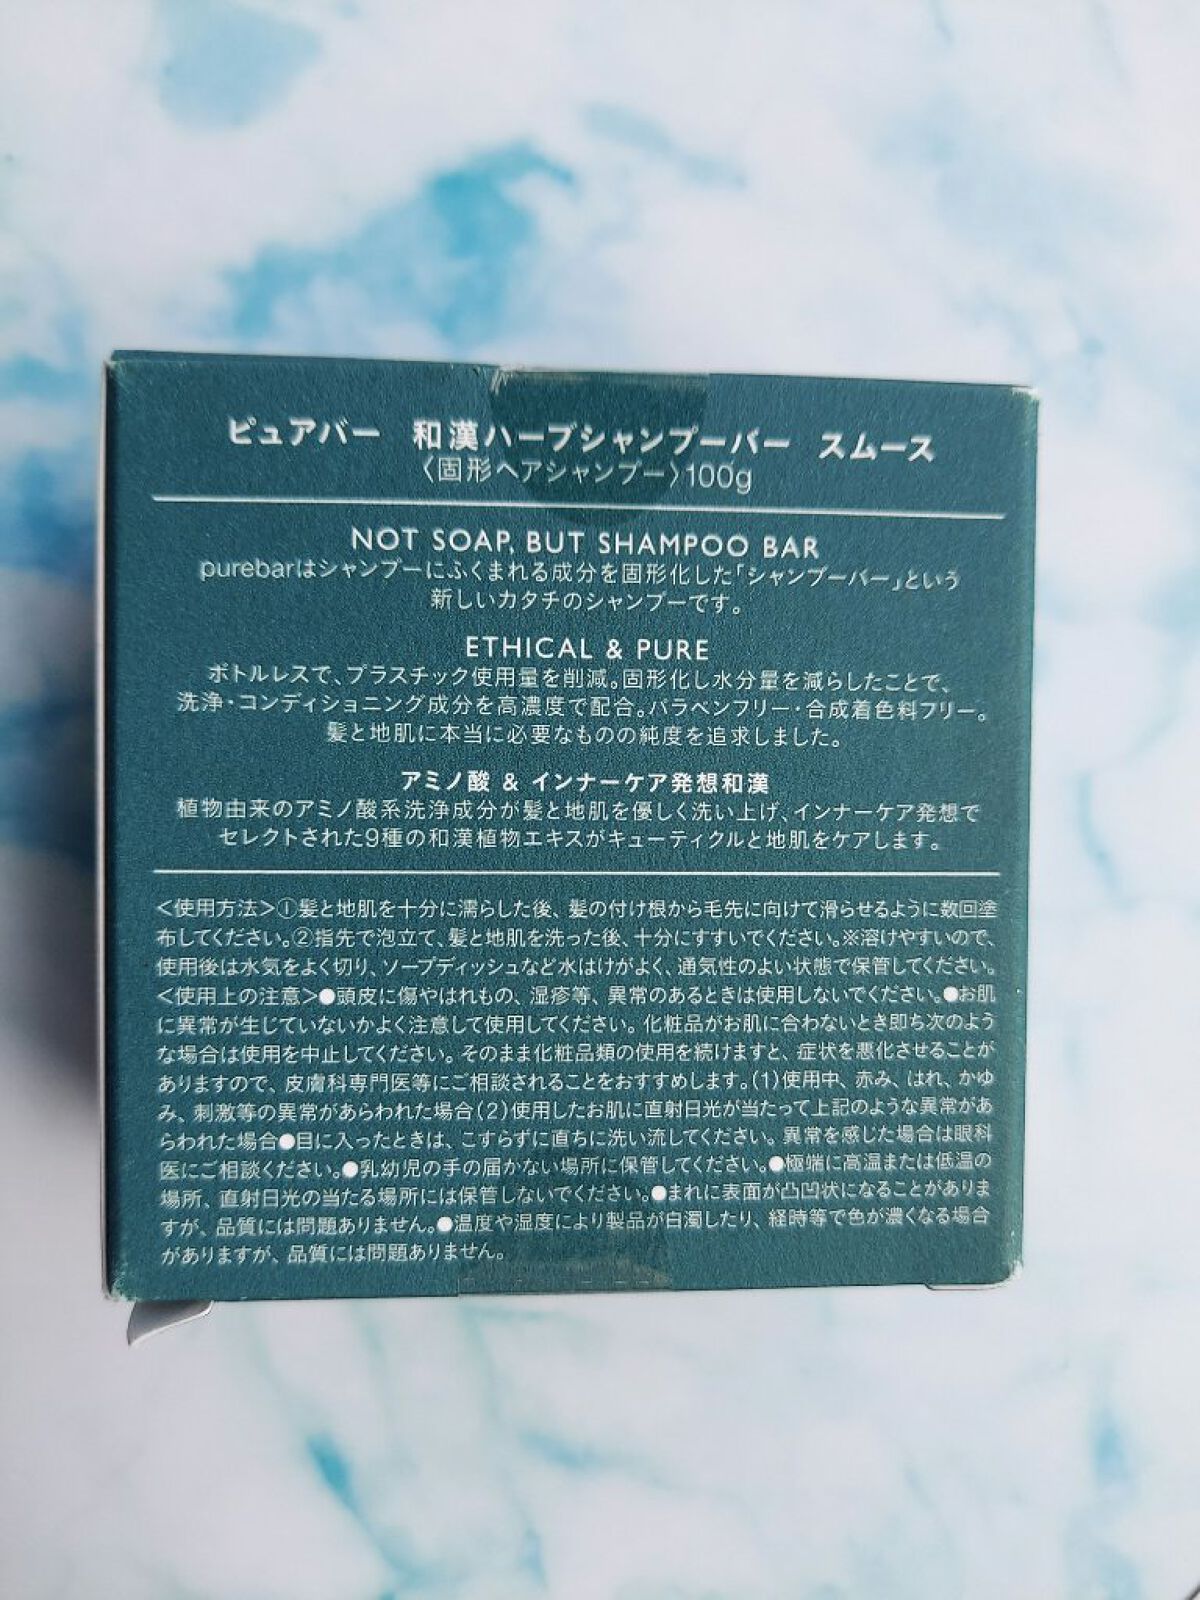 ピュアバー 和漢ハーブシャンプーバー スムース
〈固形ヘアシャンプー〉100g
NOT SOAP, BUT SHAMPOO BAR
purebarはシャンプーにふくまれる成分を固形化した「シャンプーバー」という
新しいカタチのシャンプーです。
ETHICAL & PURE
ボトルレスで、プラスチック使用量を削減。固形化し水分量を減らしたことで、
洗浄・コンディショニング成分を高濃度で配合。パラベンフリー・合成着色料フリー。
髪と地肌に本当に必要なものの純度を追求しました。
アミノ酸 & インナーケア発想和漢
植物由来のアミノ酸系洗浄成分が髪と地肌を優しく洗い上げ、インナーケア発想で
セレクトされた9種の和漢植物エキスがキューティクルと地肌をケアします。
<使用方法>①髪と地肌を十分に濡らした後、髪の付け根から毛先に向けて滑らせるように数回塗
布してください。②指先で泡立て、髪と地肌を洗った後、十分にすすいでください。※溶けやすいので、
使用後は水気をよく切り、ソープディッシュなど水はけがよく、通気性のよい状態で保管してください。
<使用上の注意>●頭皮に傷やはれもの、湿疹等、異常のあるときは使用しないでください。●お肌
に異常が生じていないかよく注意して使用してください。化粧品がお肌に合わないとき即ち次のよう
な場合は使用を中止してください。そのまま化粧品類の使用を続けますと、症状を悪化させることが
ありますので、皮膚科専門医等にご相談されることをおすすめします。(1)使用中、赤み、はれ、かゆ
み、刺激等の異常があらわれた場合(2)使用したお肌に直射日光が当たって上記のような異常があ
らわれた場合●目に入ったときは、こすらずに直ちに洗い流してください。異常を感じた場合は眼科
医にご相談ください。●乳幼児の手の届かない場所に保管してください。●極端に高温または低温の
場所、直射日光の当たる場所には保管しないでください。●まれに表面が凸凹状になることがありま
すが、品質には問題ありません。●温度や湿度により製品が白濁したり、経時等で色が濃くなる場合
がありますが、品質には問題ありません。